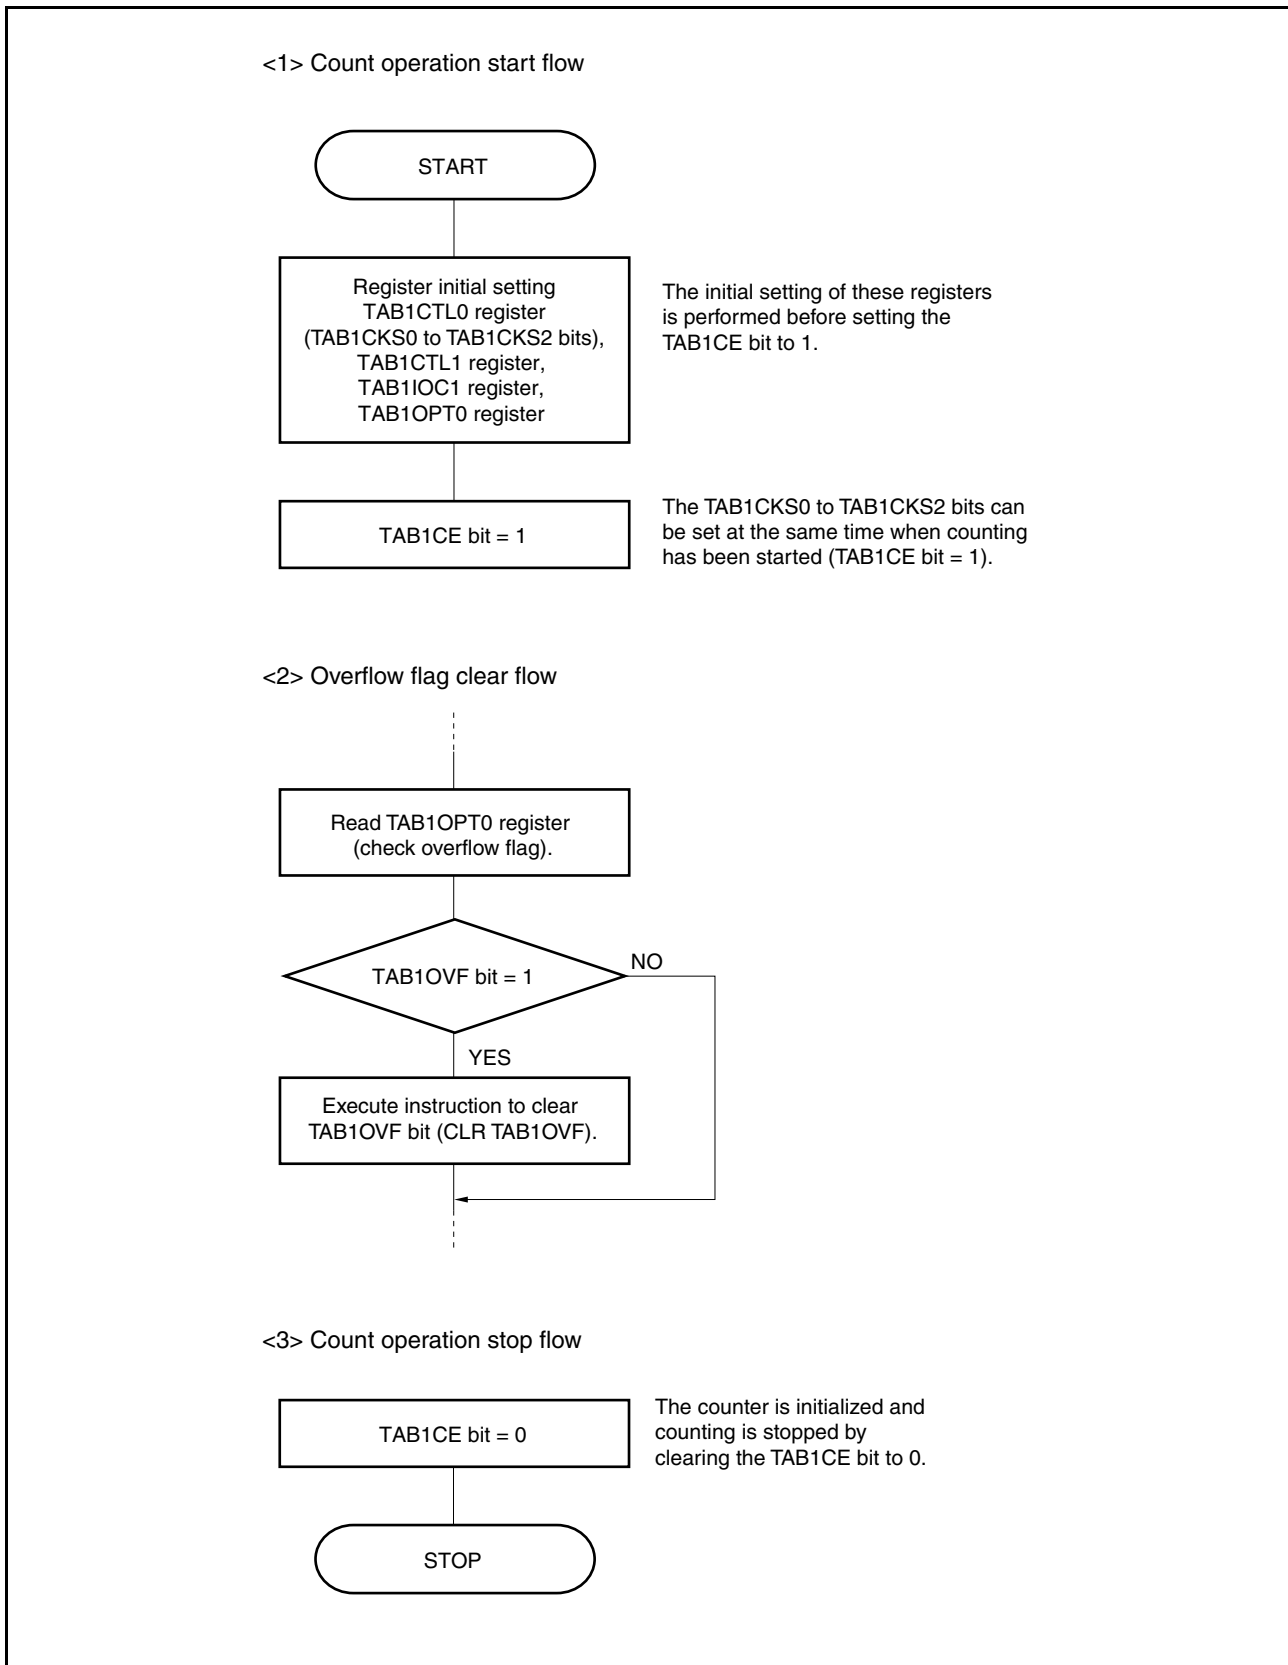 <1> Count operation start flow
START
Register initial setting
TAB1CTL0 register
(TAB1CKS0 to TAB1CKS2 bits),
TAB1CTL1 register,
TAB1IOC1 register,
TAB1OPT0 register
The initial setting of these registers
is performed before setting the
TAB1CE bit to 1.
TAB1CE bit = 1
The TAB1CKS0 to TAB1CKS2 bits can
be set at the same time when counting
has been started (TAB1CE bit = 1).
<2> Overflow flag clear flow
Read TAB1OPT0 register
(check overflow flag).
TAB1OVF bit = 1
NO
YES
Execute instruction to clear
TAB1OVF bit (CLR TAB1OVF).
<3> Count operation stop flow
TAB1CE bit = 0
The counter is initialized and
counting is stopped by
clearing the TAB1CE bit to 0.
STOP